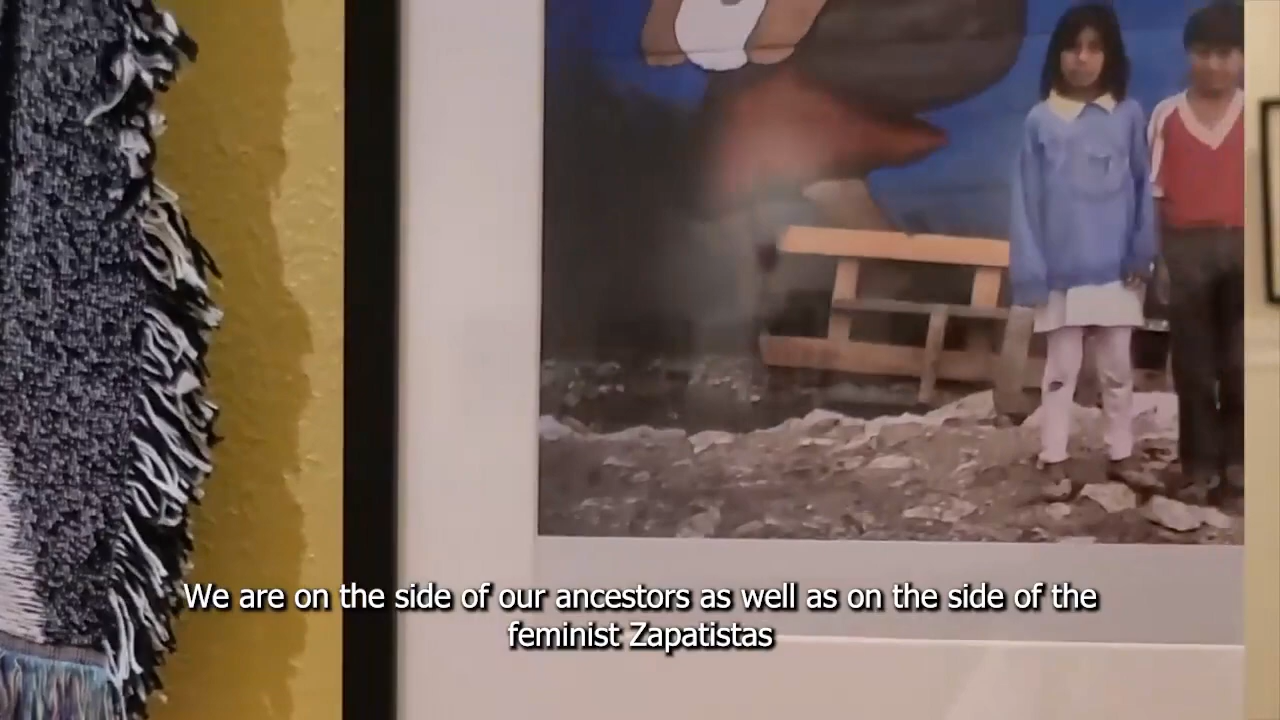 We are on the side of our ancestors as well as on the side of the
feminist Zapatistas